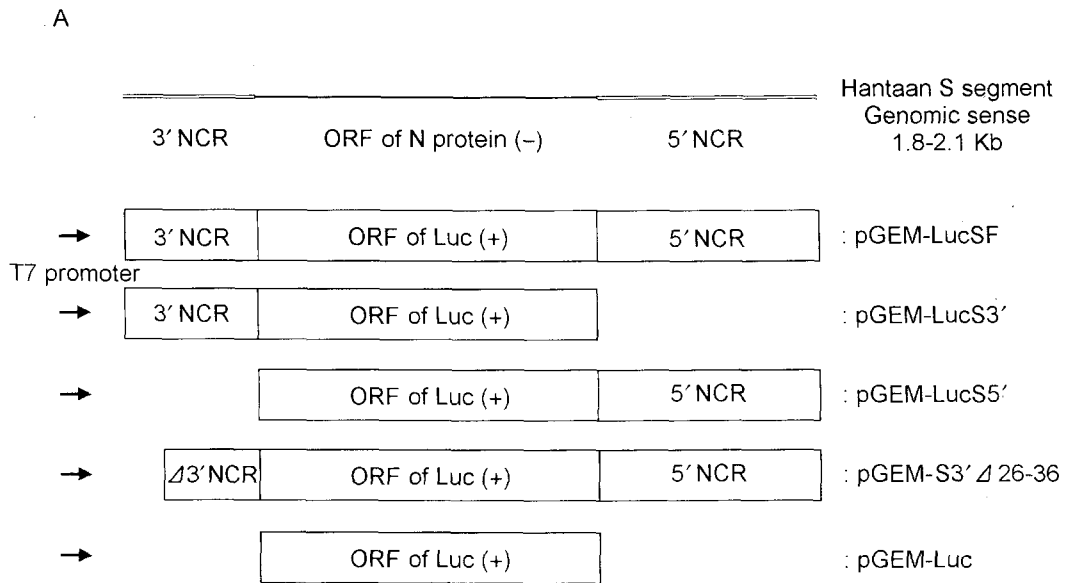 A
Hantaan S segment
Genomic sense
1.8-2.1 Kb
3′ NCR ORF of N protein (−) 5′ NCR
3′ NCR ORF of Luc (+) 5′ NCR : pGEM-LucSF
T7 promoter
3′ NCR ORF of Luc (+) : pGEM-LucS3′
ORF of Luc (+) 5′ NCR : pGEM-LucS5′
Δ3′NCR ORF of Luc (+) 5′ NCR : pGEM-S3′ Δ 26-36
ORF of Luc (+) : pGEM-Luc